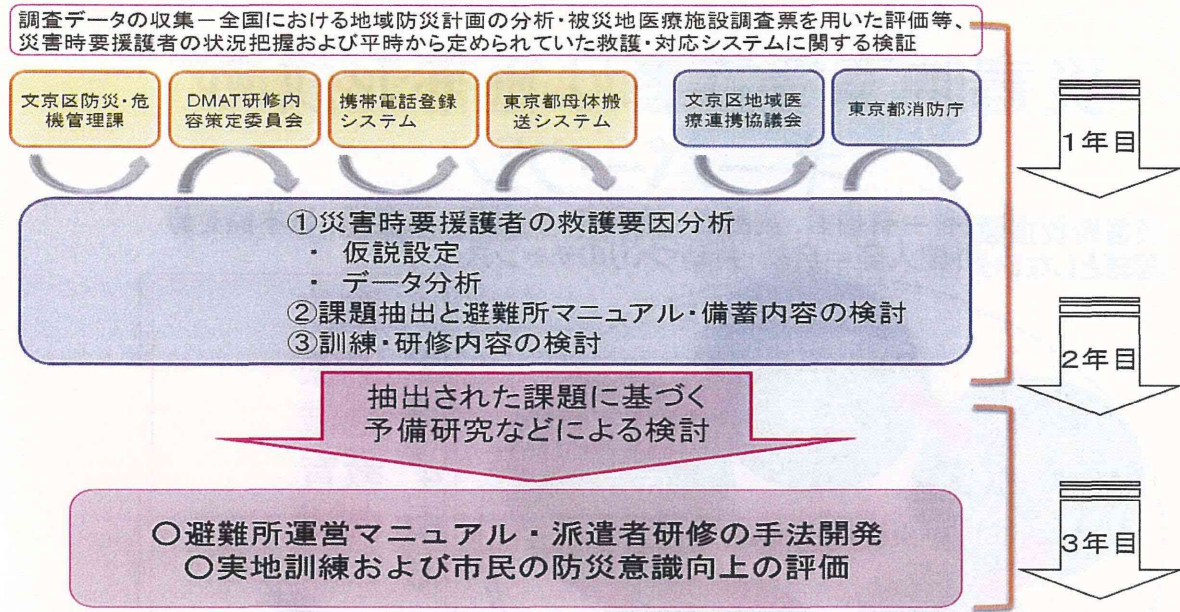 調査データの収集－全国における地域防災計画の分析・被災地医療施設調査票を用いた評価等、
災害時要援護者の状況把握および平時から定められていた救護・対応システムに関する検証
文京区防災・危
機管理課
DMAT研修内
容策定委員会
携帯電話登録
システム
東京都母体搬
送システム
文京区地域医
療連携協議会
東京都消防庁
1年目
①災害時要援護者の救護要因分析
・ 仮説設定
・ データ分析
②課題抽出と避難所マニュアル・備蓄内容の検討
③訓練・研修内容の検討
2年目
抽出された課題に基づく
予備研究などによる検討
〇避難所運営マニュアル・派遣者研修の手法開発
〇実地訓練および市民の防災意識向上の評価
3年目